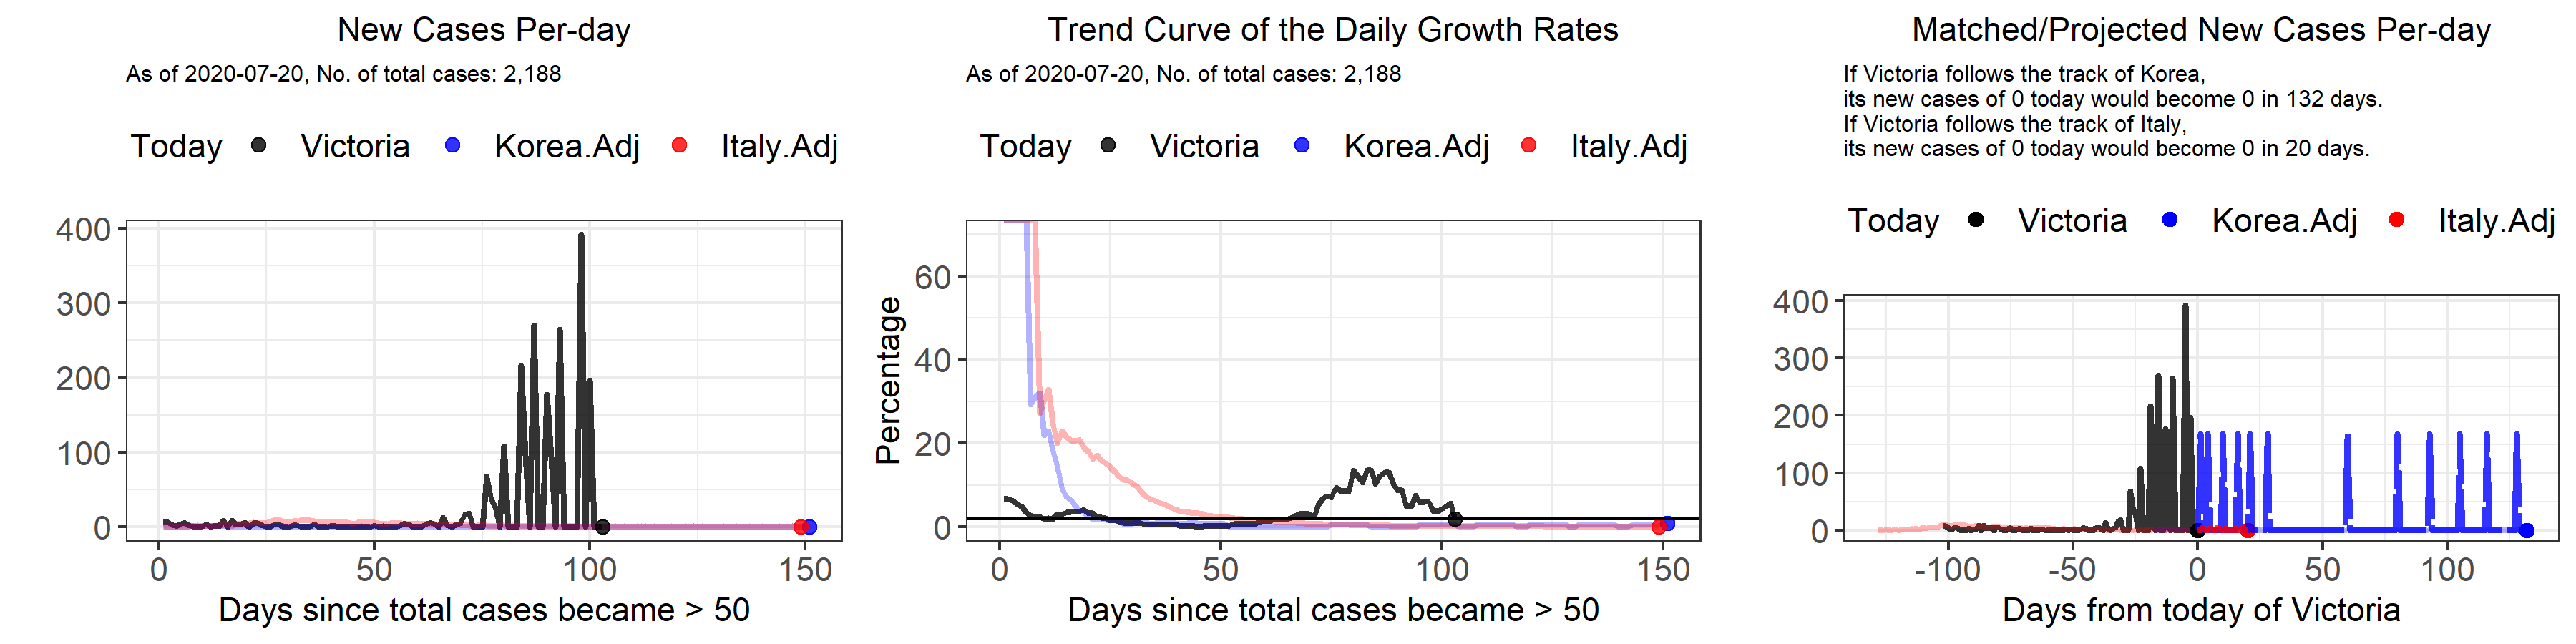 New Cases Per-day
As of 2020-07-20, No. of total cases: 2,188
Today Victoria Korea.Adj Italy.Adj
400
300
200
100
0
0 50 100 150
Days since total cases became > 50
Trend Curve of the Daily Growth Rates
As of 2020-07-20, No. of total cases: 2,188
Today Victoria Korea.Adj Italy.Adj
Percentage
60
40
20
0
0 50 100 150
Days since total cases became > 50
Matched/Projected New Cases Per-day
If Victoria follows the track of Korea,
its new cases of 0 today would become 0 in 132 days.
If Victoria follows the track of Italy,
its new cases of 0 today would become 0 in 20 days.
Today Victoria Korea.Adj Italy.Adj
400
300
200
100
0
-100 -50 0 50 100
Days from today of Victoria